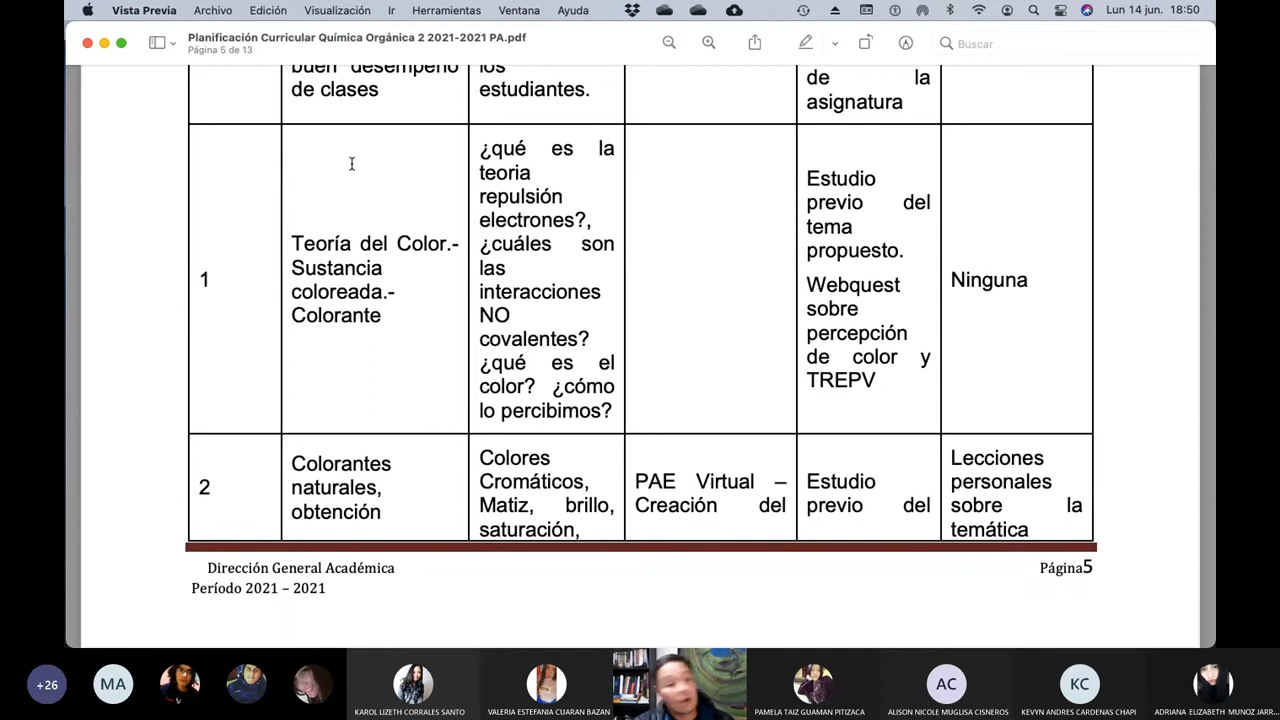 Vista Previa Archivo Edición Visualización Ir Herramientas Ventana Ayuda Lun 14 jun. 18:50
Planificación Curricular Química Orgánica 2 2021-2021 PA.pdf
Página 5 de 13
Buscar
buen desempeño
de clases
los
estudiantes.
de la
asignatura
1
Teoría del Color.-
Sustancia
coloreada.-
Colorante
¿qué es la
teoria
repulsión
electrones?,
¿cuáles son
las
interacciones
NO
covalentes?
¿qué es el
color? ¿cómo
lo percibimos?
Estudio
previo del
tema
propuesto.
Webquest
sobre
percepción
de color y
TREPV
Ninguna
2
Colorantes
naturales,
obtención
Colores
Cromáticos,
Matiz, brillo,
saturación,
PAE Virtual –
Creación del
Estudio
previo del
Lecciones
personales
sobre la
temática
Dirección General Académica
Página5
Período 2021 – 2021
+26
MA
KAROL LIZETH CORRALES SANTO
VALERIA ESTEFANIA CUARAN BAZAN
PAMELA TAIZ GUAMAN PITIZACA
AC
ALISON NICOLE MUGLISA CISNEROS
KC
KEVYN ANDRES CARDENAS CHAPI
ADRIANA ELIZABETH MUNOZ JARR...